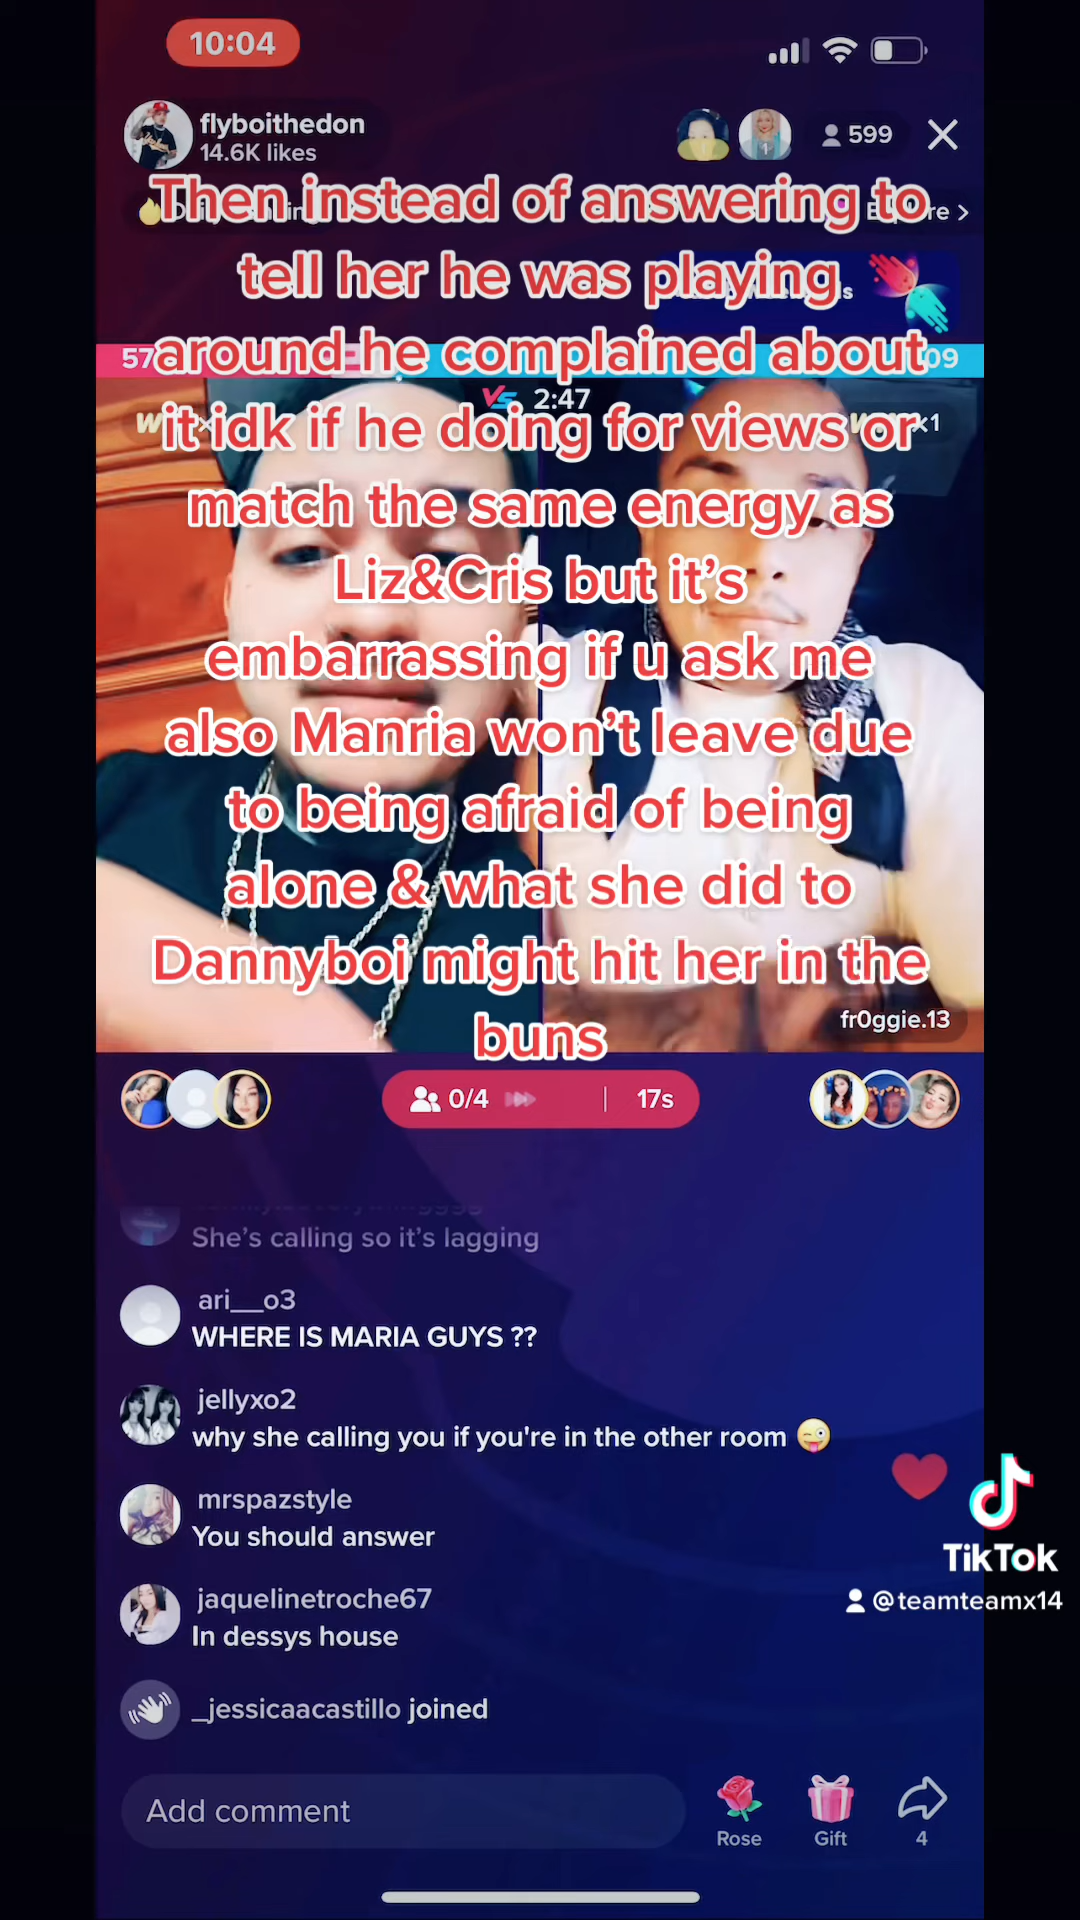 10:04
flyboithedon
14.6K likes
599
Then instead of answering to
tell her he was playing
around he complained about
it idk if he doing for views or
match the same energy as
Liz&Cris but it's
embarrassing if u ask me
also Manria won't leave due
to being afraid of being
alone & what she did to
Dannyboi might hit her in the
buns
VS 2:47
x1
fr0ggie.13
0/4
17s
She's calling so it's lagging
ari__o3
WHERE IS MARIA GUYS ??
jellyxo2
why she calling you if you're in the other room 😜
mrspazstyle
You should answer
jaquelinetroche67
In dessys house
_jessicaacastillo joined
TikTok
@teamteamx14
Add comment
Rose
Gift
4